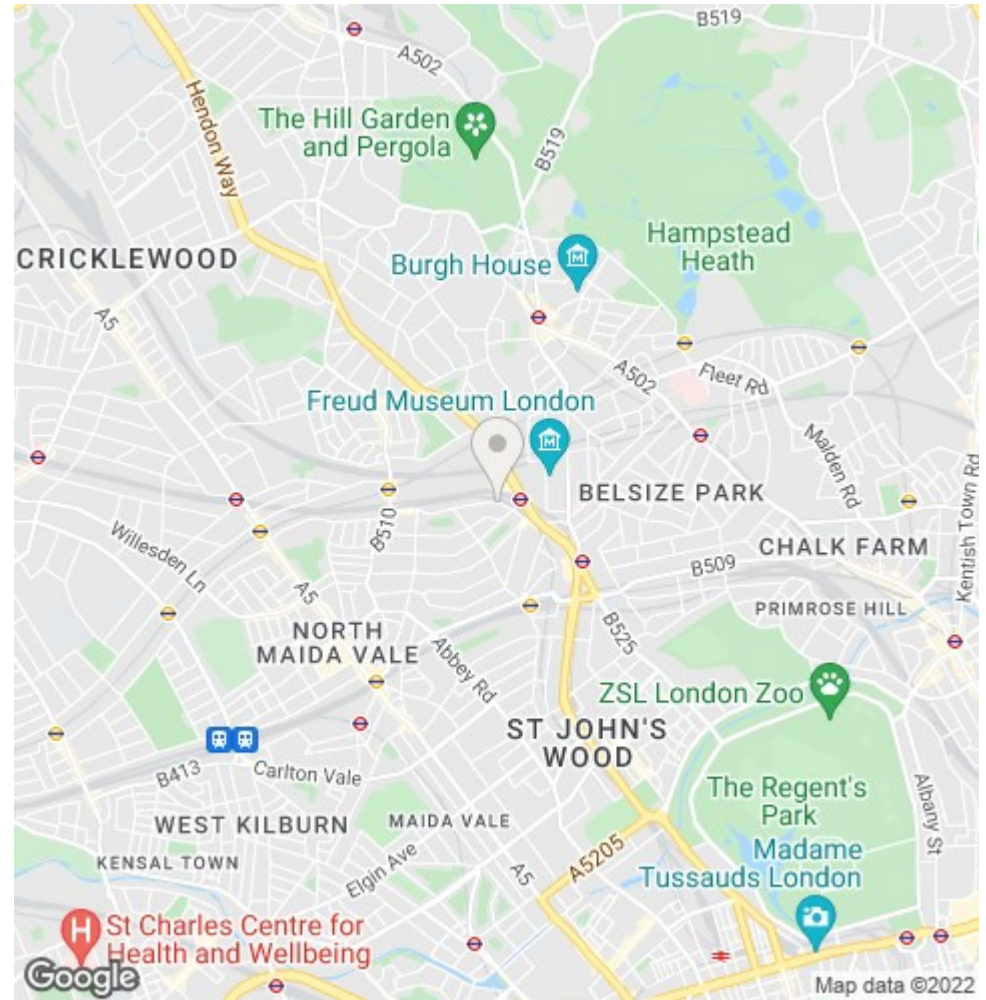 B519
A502
Hendon Way
The Hill Garden
and Pergola
B519
Hampstead
Heath
CRICKLEWOOD
Burgh House
A5
A502
Fleet Rd
Freud Museum London
Malden Rd
Kentish Town Rd
BELSIZE PARK
B510
Willesden Ln
CHALK FARM
B509
A5
PRIMROSE HILL
NORTH
MAIDA VALE
B525
Abbey Rd
ZSL London Zoo
ST JOHN'S
WOOD
B413
Carlton Vale
The Regent's
Park
Albany St
WEST KILBURN
MAIDA VALE
Madame
Tussauds London
KENSAL TOWN
Elgin Ave
A5
A5205
H
St Charles Centre for
Health and Wellbeing
Google
Map data ©2022